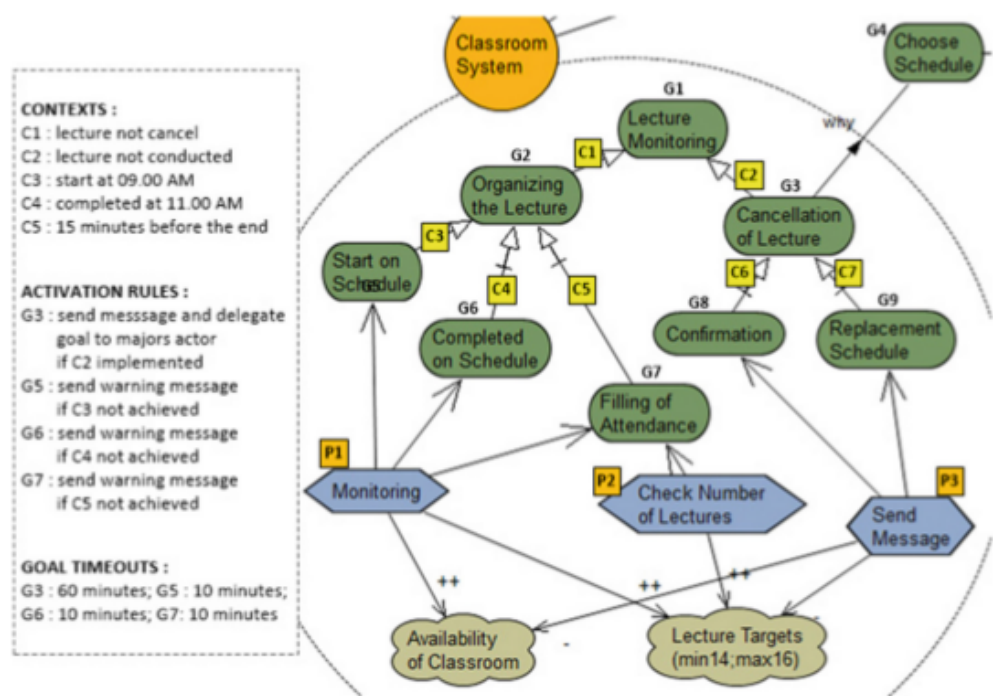 CONTEXTS :
C1 : lecture not cancel
C2 : lecture not conducted
C3 : start at 09.00 AM
C4 : completed at 11.00 AM
C5 : 15 minutes before the end
ACTIVATION RULES :
G3 : send messsage and delegate
goal to majors actor
if C2 implemented
G5 : send warning message
if C3 not achieved
G6 : send warning message
if C4 not achieved
G7 : send warning message
if C5 not achieved
GOAL TIMEOUTS :
G3 : 60 minutes; G5 : 10 minutes;
G6 : 10 minutes; G7: 10 minutes
Classroom
System
G4
Choose
Schedule
why
G1
Lecture
Monitoring
C1
C2
G2
Organizing
the Lecture
G3
Cancellation
of Lecture
C3
C4
C5
C6
C7
Start on
Schedule
G5
G6
Completed
on Schedule
G8
Confirmation
G9
Replacement
Schedule
G7
Filling of
Attendance
P1
Monitoring
P2
Check Number
of Lectures
P3
Send
Message
++
++
++
-
-
Availability
of Classroom
Lecture Targets
(min14;max16)